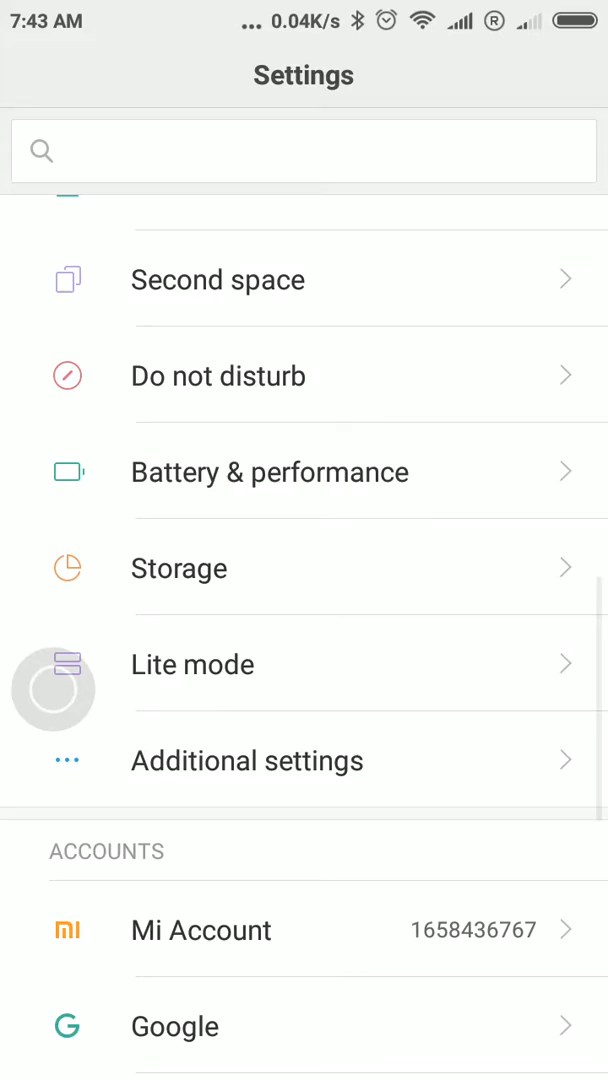 7:43 AM ... 0.04K/s R
Settings
Second space
Do not disturb
Battery & performance
Storage
Lite mode
Additional settings
ACCOUNTS
Mi Account 1658436767
Google